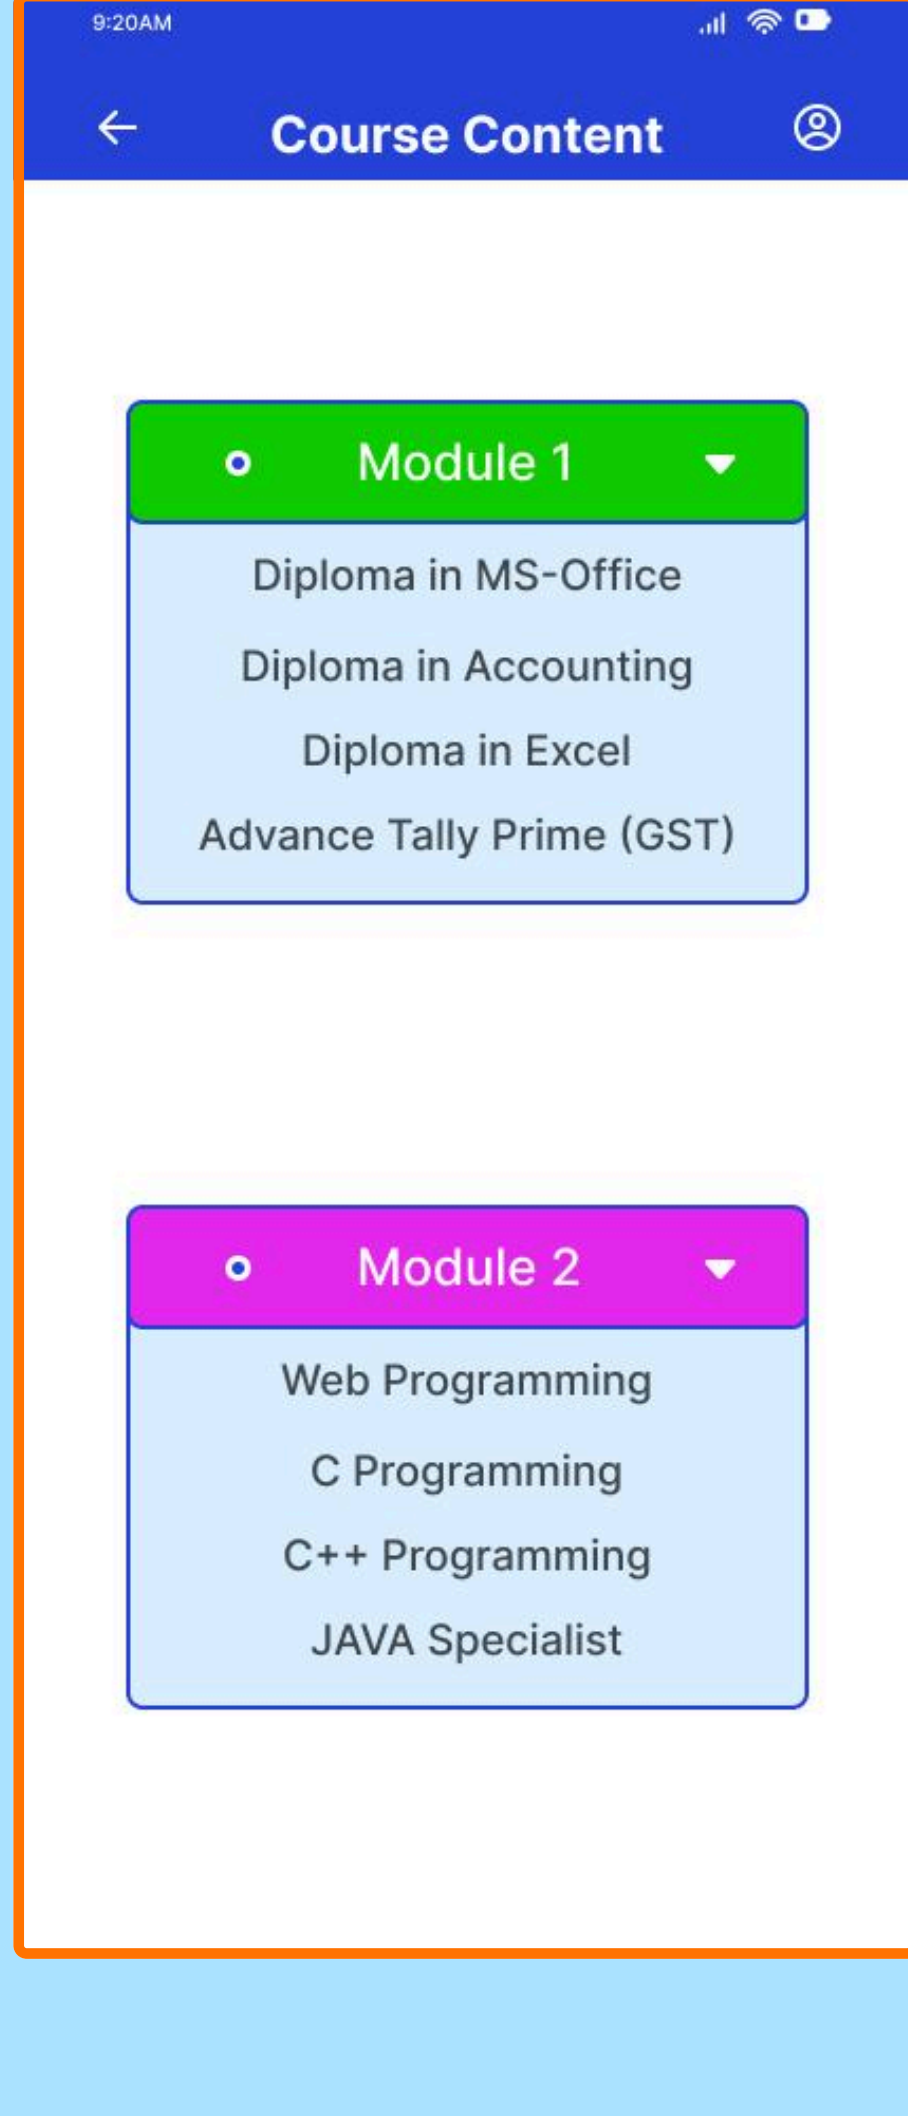 9:20AM
Course Content
Module 1
Diploma in MS-Office
Diploma in Accounting
Diploma in Excel
Advance Tally Prime (GST)
Module 2
Web Programming
C Programming
C++ Programming
JAVA Specialist